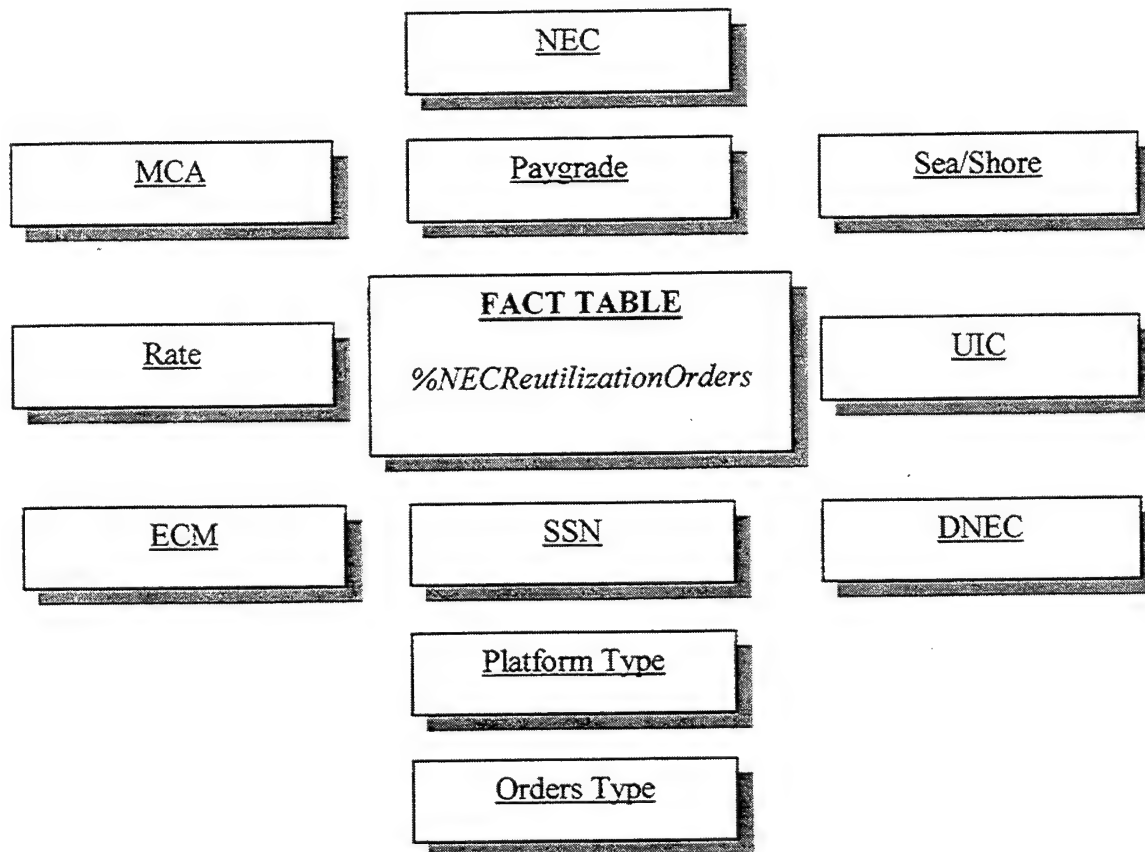 NEC
MCA
Paygrade
Sea/Shore
FACT TABLE
%NECReutilizationOrders
Rate
UIC
ECM
SSN
DNEC
Platform Type
Orders Type